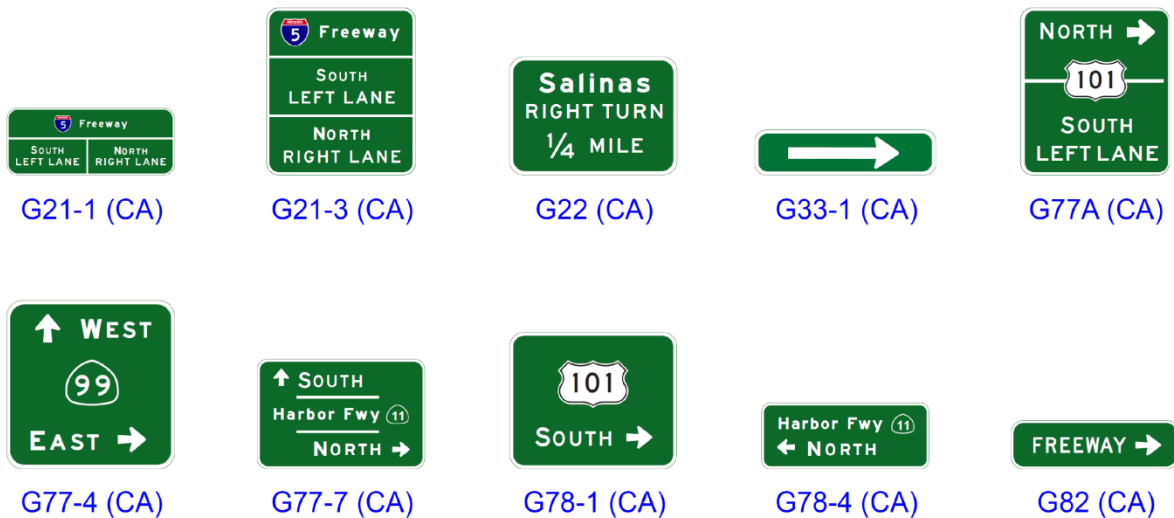 5 Freeway
SOUTH
LEFT LANE
NORTH
RIGHT LANE
G21-1 (CA)
5 Freeway
SOUTH
LEFT LANE
NORTH
RIGHT LANE
G21-3 (CA)
Salinas
RIGHT TURN
1/4 MILE
G22 (CA)
G33-1 (CA)
NORTH
101
SOUTH
LEFT LANE
G77A (CA)
WEST
99
EAST
G77-4 (CA)
SOUTH
Harbor Fwy 11
NORTH
G77-7 (CA)
101
SOUTH
G78-1 (CA)
Harbor Fwy 11
NORTH
G78-4 (CA)
FREEWAY
G82 (CA)